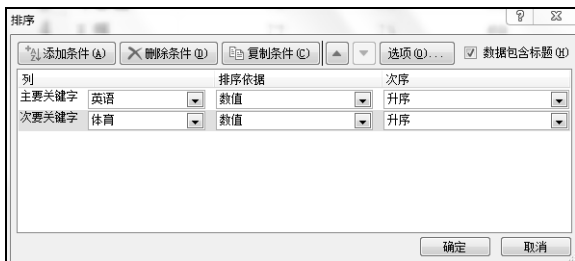 排序
添加条件(A) 删除条件(D) 复制条件(C) 选项(O)... 数据包含标题(H)
列 排序依据 次序
主要关键字 英语 数值 升序
次要关键字 体育 数值 升序
确定 取消